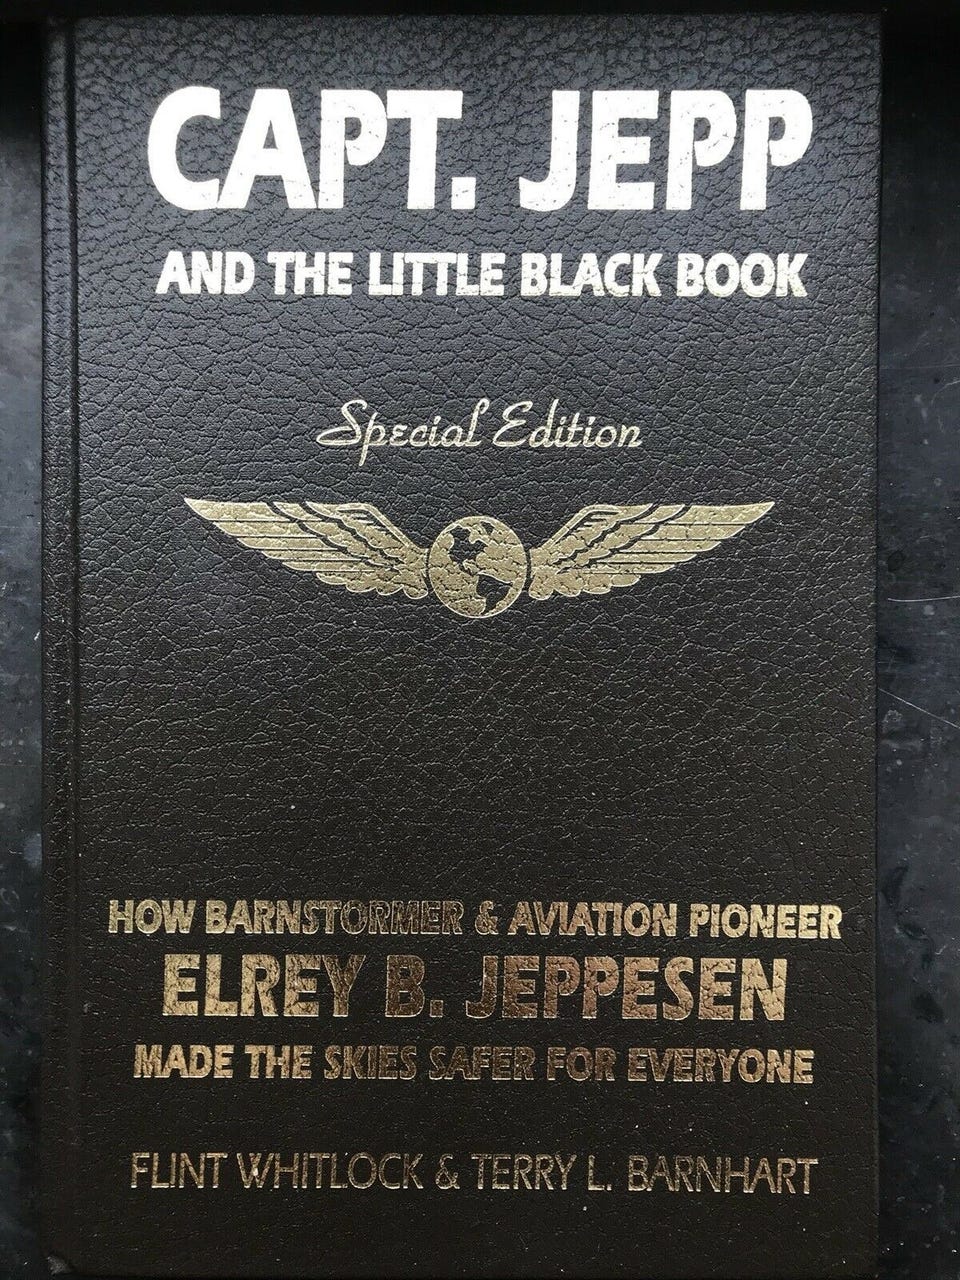 CAPT. JEPP
AND THE LITTLE BLACK BOOK
Special Edition
HOW BARNSTORMER & AVIATION PIONEER
ELREY B. JEPPESEN
MADE THE SKIES SAFER FOR EVERYONE
FLINT WHITLOCK & TERRY L. BARNHART